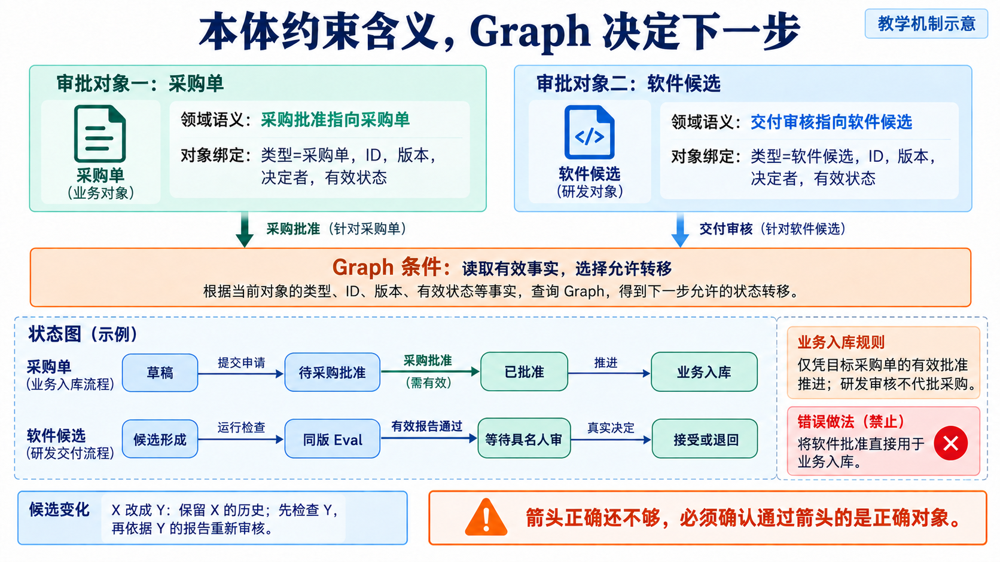 本体约束含义，Graph 决定下一步
教学机制示意
审批对象一：采购单
采购单
（业务对象）
领域语义：采购批准指向采购单
对象绑定：类型=采购单，ID，版本，
决定者，有效状态
审批对象二：软件候选
</>
软件候选
（研发对象）
领域语义：交付审核指向软件候选
对象绑定：类型=软件候选，ID，版本，
决定者，有效状态
采购批准（针对采购单）
交付审核（针对软件候选）
Graph 条件：读取有效事实，选择允许转移
根据当前对象的类型、ID、版本、有效状态等事实，查询 Graph，得到下一步允许的状态转移。
状态图（示例）
采购单
（业务入库流程）
草稿
提交申请
待采购批准
采购批准
（需有效）
已批准
推进
业务入库
软件候选
（研发交付流程）
候选形成
运行检查
同版 Eval
有效报告通过
等待具名人审
真实决定
接受或退回
业务入库规则
仅凭目标采购单的有效批准
推进；研发审核不代批采购。
错误做法（禁止）
将软件批准直接用于
业务入库。
候选变化
X 改成 Y：保留 X 的历史；先检查 Y，
再依据 Y 的报告重新审核。
箭头正确还不够，必须确认通过箭头的是正确对象。